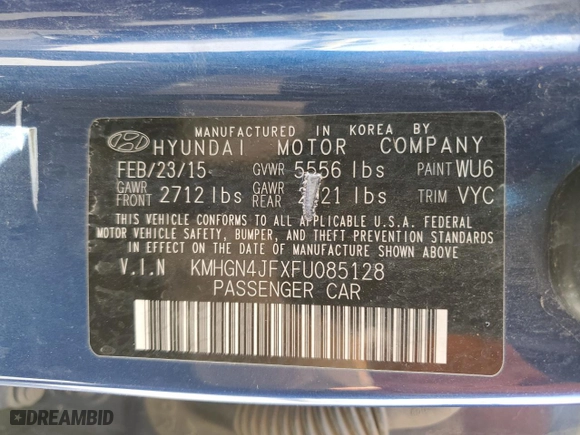 MANUFACTURED IN KOREA BY
HYUNDAI MOTOR COMPANY
FEB/23/15 GVWR 5556 lbs PAINT WU6
GAWR FRONT 2712 lbs GAWR REAR lbs TRIM VYC
THIS VEHICLE CONFORMS TO ALL APPLICABLE U.S.A. FEDERAL
MOTOR VEHICLE SAFETY, BUMPER, AND THEFT PREVENTION STANDARDS
IN EFFECT ON THE DATE OF MANUFACTURE SHOWN ABOVE.
V.I.N KMHGN4JFXFU085128
PASSENGER CAR
DREAMBID